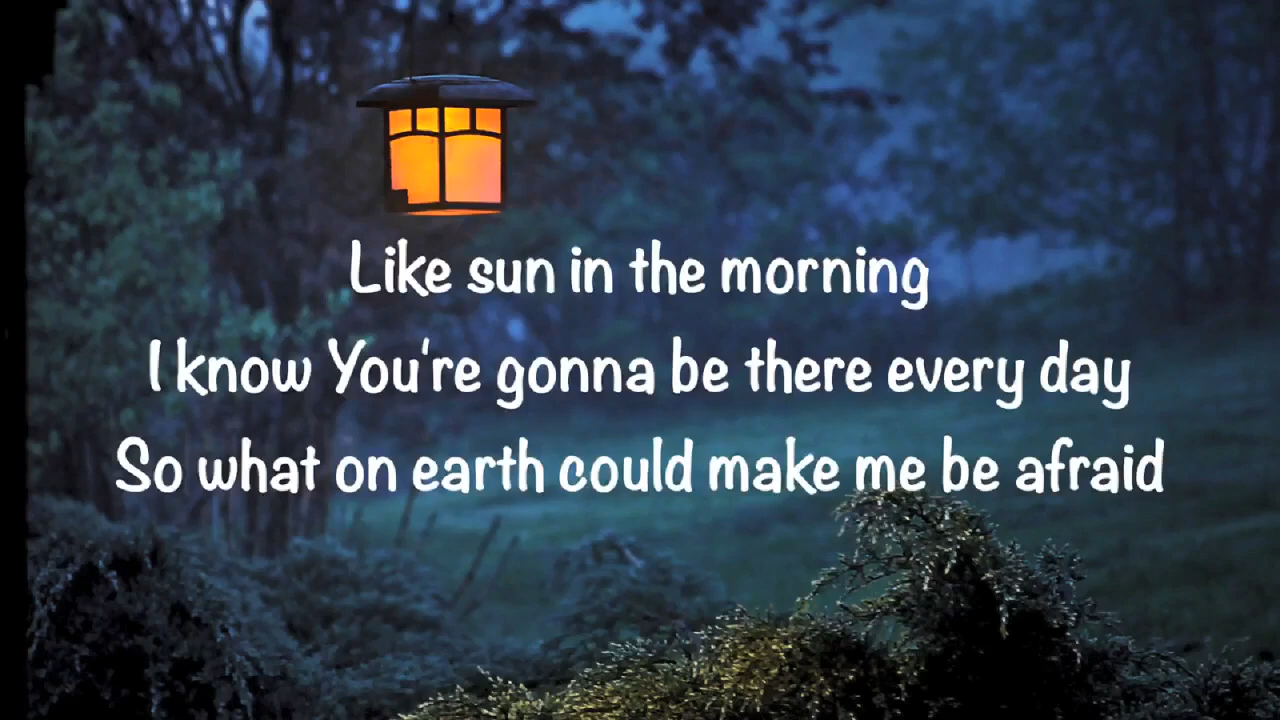 Like sun in the morning
I know You're gonna be there every day
So what on earth could make me be afraid